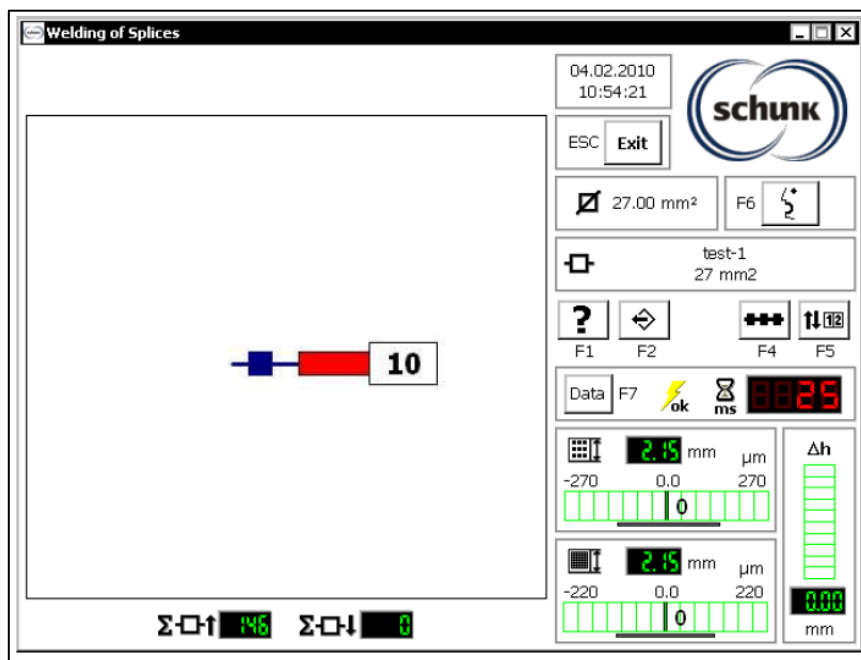 Welding of Splices
04.02.2010
10:54:21
schunk
ESC Exit
27.00 mm²
F6
test-1
27 mm2
?
F1 F2 F4 F5
12
Data F7 ok ms 25
10
2.15 mm µm
-270 0.0 270
0
Δh
2.15 mm µm
-220 0.0 220
0
0.00
mm
Σ 146 Σ 0